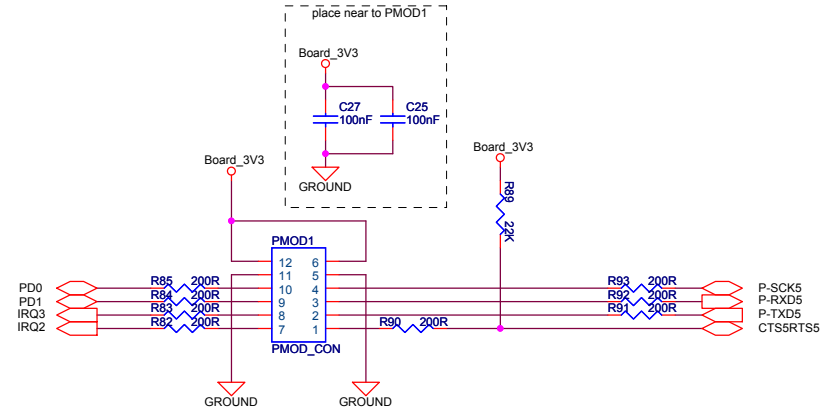 place near to PMOD1
Board_3V3
C27
100nF
C25
100nF
GROUND
Board_3V3
Board_3V3
R89
22K
PMOD1
12 6
11 5
10 4
9 3
8 2
7 1
PMOD_CON
PD0 R85 200R
PD1 R84 200R
IRQ3 R83 200R
IRQ2 R82 200R
R93 200R P-SCK5
R92 200R P-RXD5
R91 200R P-TXD5
R90 200R CTS5RTS5
GROUND
GROUND